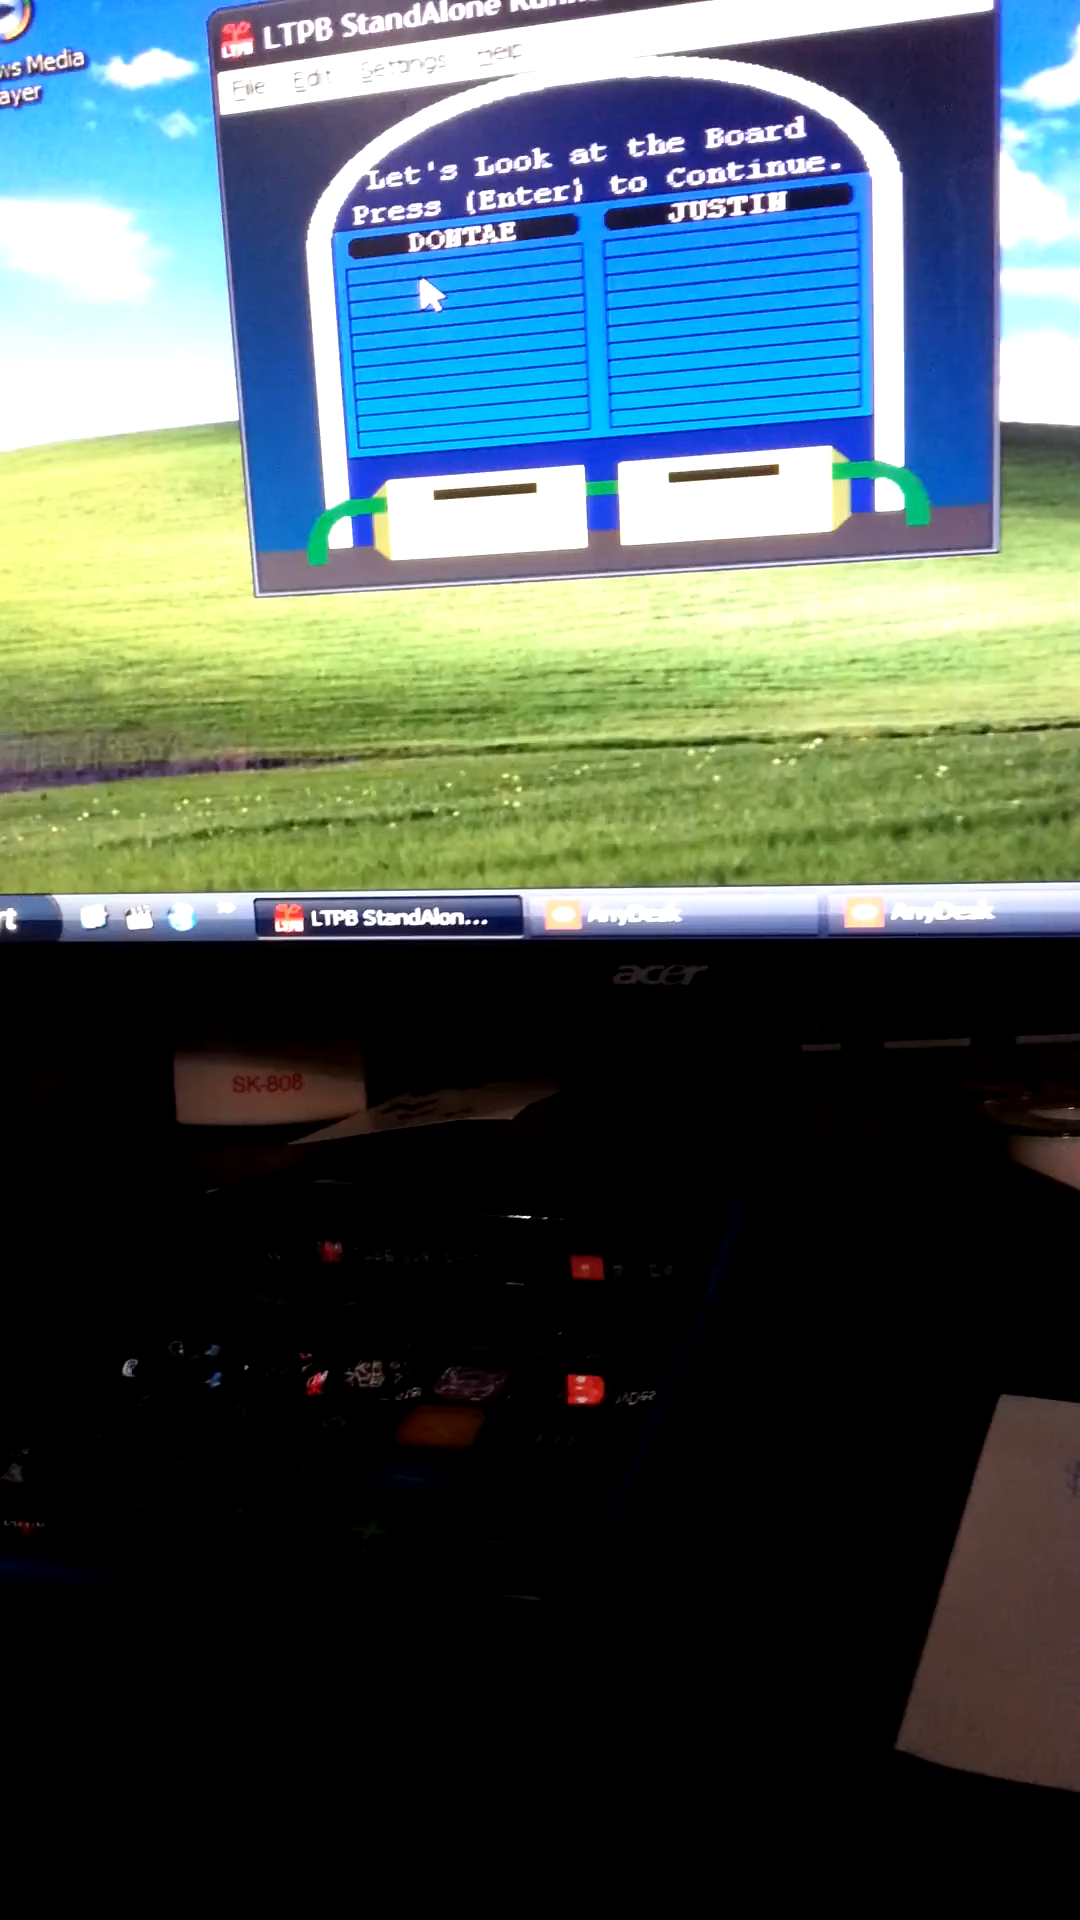 ws Media
ayer
LTPB StandAlone
File Edit Settings Help
Let's Look at the Board
Press {Enter} to Continue.
DONTAE
JUSTIN
rt
LTPB StandAlon...
AnyDesk
AnyDesk
acer
SK-808